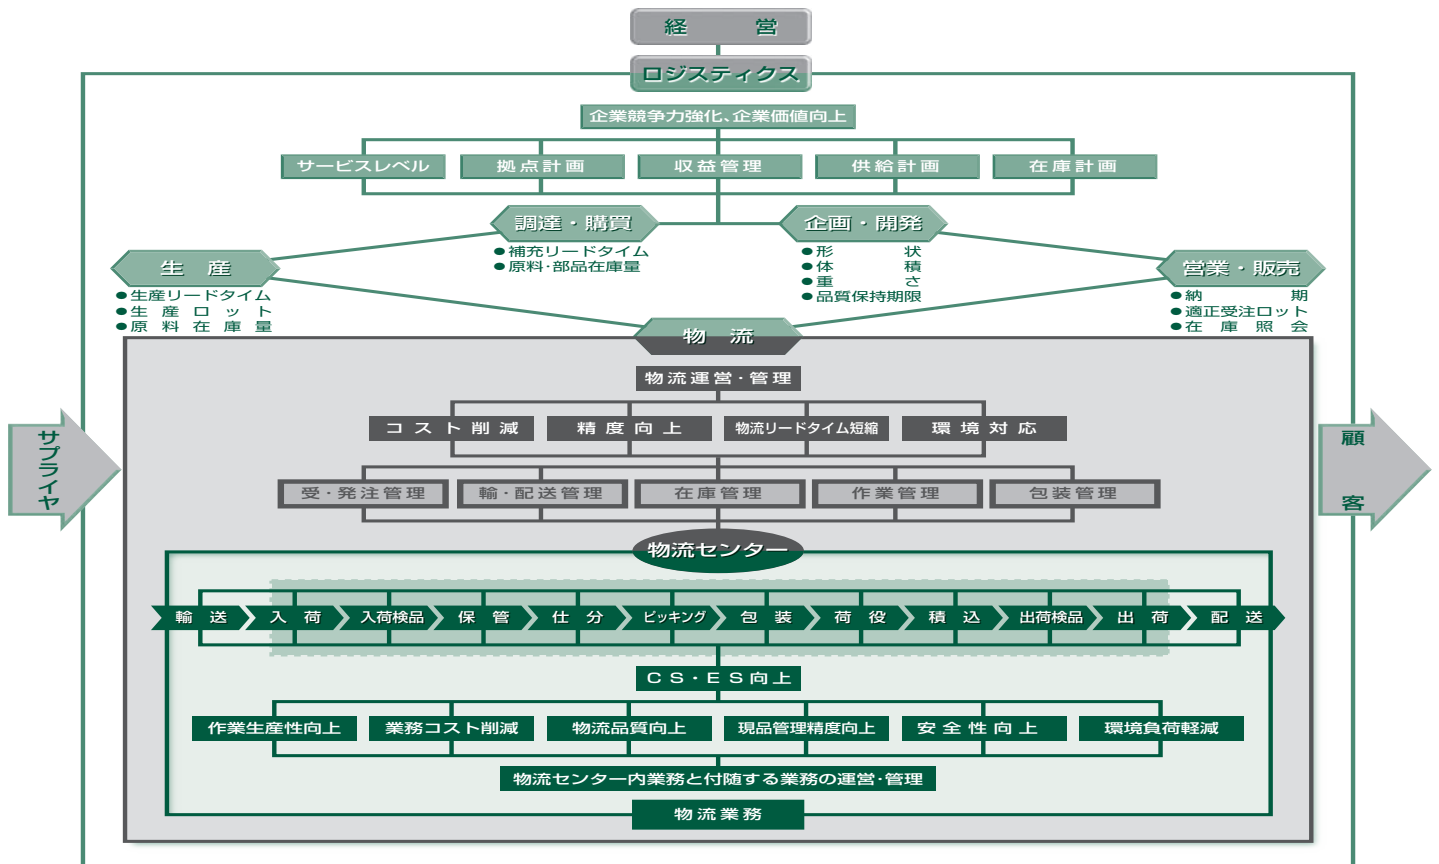 経 営
ロジスティクス
企業競争力強化、企業価値向上
サービスレベル
拠点計画
収益管理
供給計画
在庫計画
調達・購買
●補充リードタイム
●原料・部品在庫量
企画・開発
●形 状
●体 積
●重 さ
●品質保持期限
生 産
●生産リードタイム
●生産ロット
●原料在庫量
営業・販売
●納 期
●適正受注ロット
●在庫照会
物 流
物流運営・管理
コスト削減
精度向上
物流リードタイム短縮
環境対応
受・発注管理
輸・配送管理
在庫管理
作業管理
包装管理
サプライヤ
顧 客
物流センター
輸 送
入 荷
入荷検品
保 管
仕 分
ピッキング
包 装
荷 役
積 込
出荷検品
出 荷
配 送
CS・ES向上
作業生産性向上
業務コスト削減
物流品質向上
現品管理精度向上
安全性向上
環境負荷軽減
物流センター内業務と付随する業務の運営・管理
物流業務